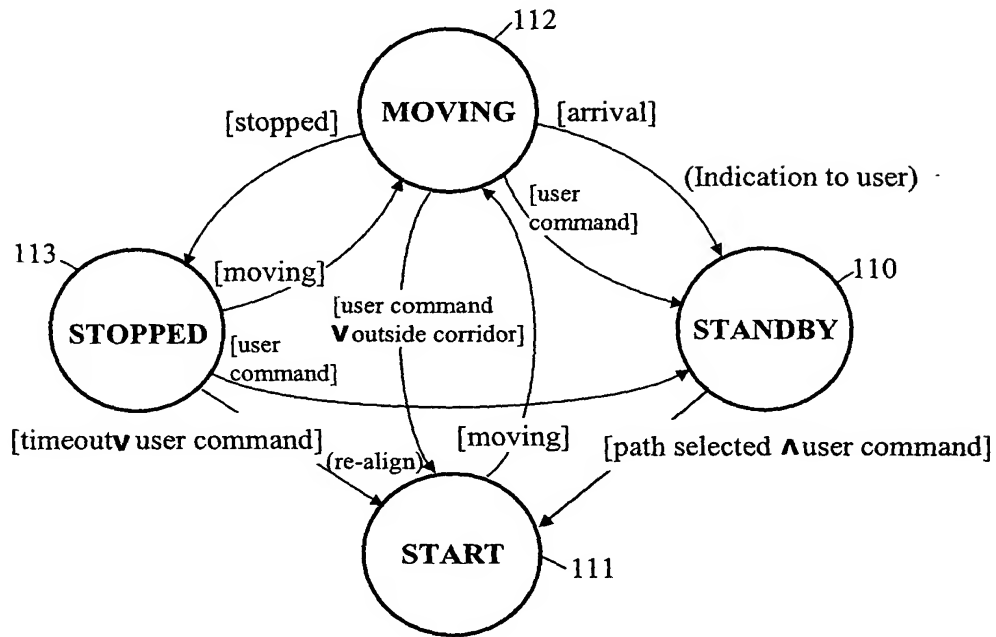 112
MOVING
[stopped]
[arrival]
(Indication to user)
[user
command]
113
[moving]
110
STOPPED
[user command
V outside corridor]
STANDBY
[user
command]
[timeoutV user command]
[moving]
[path selected Λ user command]
(re-align)
START
111